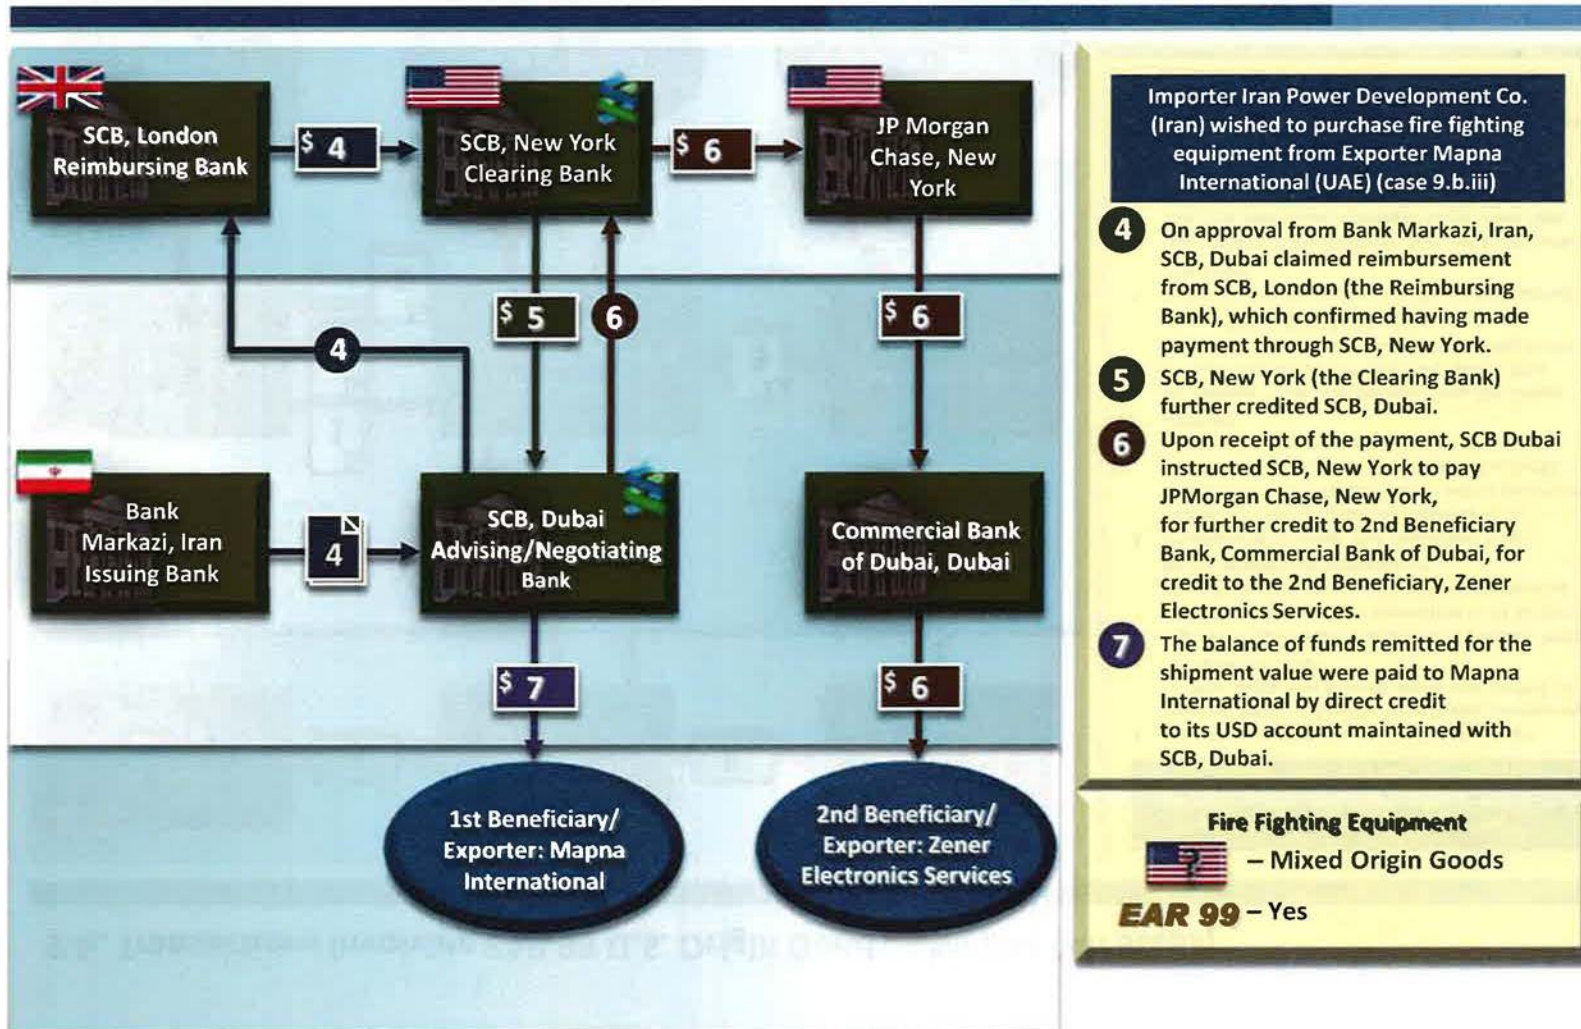 SCB, London
Reimbursing Bank
$ 4
SCB, New York
Clearing Bank
$ 6
JP Morgan
Chase, New
York
$ 5
6
$ 6
4
Bank
Markazi, Iran
Issuing Bank
4
SCB, Dubai
Advising/Negotiating
Bank
Commercial Bank
of Dubai, Dubai
$ 7
$ 6
1st Beneficiary/
Exporter: Mapna
International
2nd Beneficiary/
Exporter: Zener
Electronics Services
Importer Iran Power Development Co.
(Iran) wished to purchase fire fighting
equipment from Exporter Mapna
International (UAE) (case 9.b.iii)
4 On approval from Bank Markazi, Iran,
SCB, Dubai claimed reimbursement
from SCB, London (the Reimbursing
Bank), which confirmed having made
payment through SCB, New York.
5 SCB, New York (the Clearing Bank)
further credited SCB, Dubai.
6 Upon receipt of the payment, SCB Dubai
instructed SCB, New York to pay
JPMorgan Chase, New York,
for further credit to 2nd Beneficiary
Bank, Commercial Bank of Dubai, for
credit to the 2nd Beneficiary, Zener
Electronics Services.
7 The balance of funds remitted for the
shipment value were paid to Mapna
International by direct credit
to its USD account maintained with
SCB, Dubai.
Fire Fighting Equipment
? – Mixed Origin Goods
EAR 99 – Yes